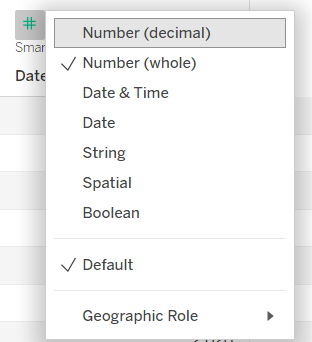 #
Smar
Date
Number (decimal)
Number (whole)
Date & Time
Date
String
Spatial
Boolean
Default
Geographic Role